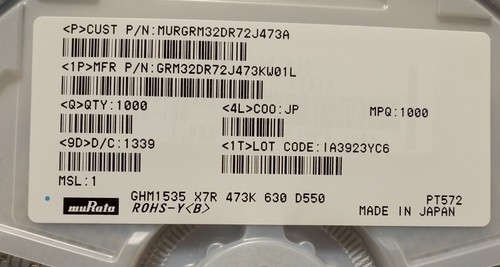 <P>CUST P/N:MURGRM32DR72J473A
<1P>MFR P/N:GRM32DR72J473KW01L
<Q>QTY:1000 <4L>COO:JP MPQ:1000
<9D>D/C:1339 <1T>LOT CODE:IA3923YC6
MSL:1
GHM1535 X7R 473K 630 D550 PT572
muRata ROHS-Y<B> MADE IN JAPAN